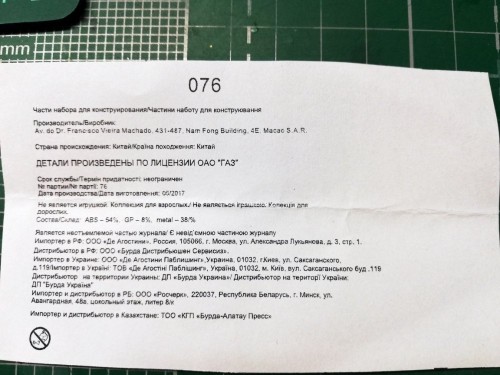 mm
076
Части набора для конструирования/Частини наботу для конструювання
Производитель/Виробник:
Av. do Dr. Francisco Vieira Machado, 431-487, Nam Fong Building, 4E, Macao S.A.R.
Страна происхождения: Китай/Країна походження: Китай
ДЕТАЛИ ПРОИЗВЕДЕНЫ ПО ЛИЦЕНЗИИ ОАО "ГАЗ"
Срок службы/Термін придатності: неограничен
№ партии/№ партії: 76
Дата производства/Дата виготовлення: 05/2017
Не является игрушкой. Коллекция для взрослых./ Не являється іграшкою. Колекція для
дорослих.
Состав/Склад: ABS – 54%, GP – 8%, metal – 38/%
Является неотъемлемой частью журнала/ Є невід'ємною частиною журналу
Импортер в РФ: ООО «Де Агостини», Россия, 105066, г. Москва, ул. Александра Лукьянова, д. 3, стр. 1.
Дистрибьютор в РФ: ООО «Бурда Дистрибьюшен Сервисиз».
Импортер в Украине: ООО «Де Агостини Паблишинг», Украина, 01032, г.Киев, ул. Саксаганского,
д.119/Імпортер в Україні: ТОВ «Де Агостіні Паблішинг», Україна, 01032, м. Київ, вул. Саксаганського буд .119
Дистрибьютор на территории Украины: ДП «Бурда Украина»/ Дистрибьютор на території України:
ДП "Бурда Україна"
Импортер и дистрибьютор в РБ: ООО «Росчерк», 220037, Республика Беларусь, г. Минск, ул.
Авангардная, 48а, цокольный этаж, литер 8/к
Импортер и дистрибьютор в Казахстане: ТОО «КГП «Бурда-Алатау Пресс»
0-3